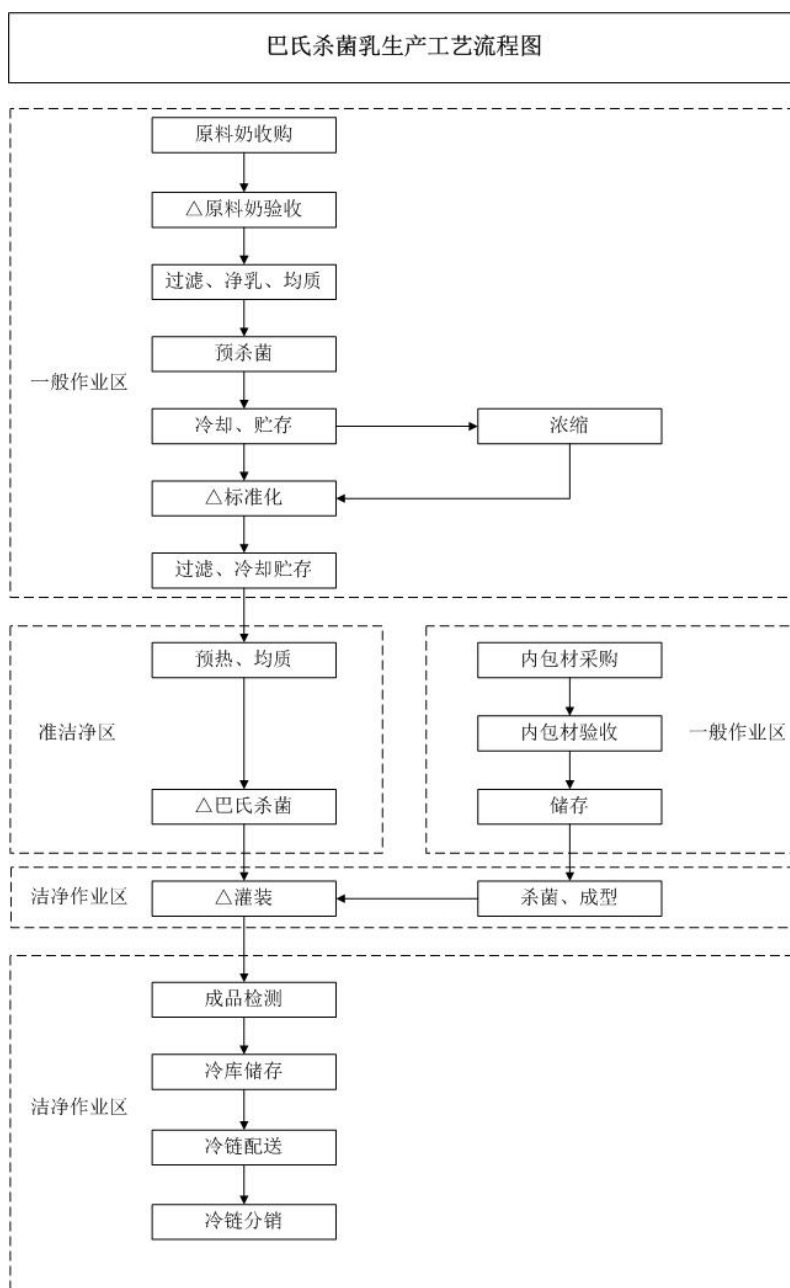 巴氏杀菌乳生产工艺流程图
原料奶收购
△原料奶验收
过滤、净乳、均质
预杀菌
一般作业区
冷却、贮存
浓缩
△标准化
过滤、冷却贮存
预热、均质
内包材采购
准洁净区
内包材验收
一般作业区
△巴氏杀菌
储存
洁净作业区
△灌装
杀菌、成型
成品检测
冷库储存
洁净作业区
冷链配送
冷链分销